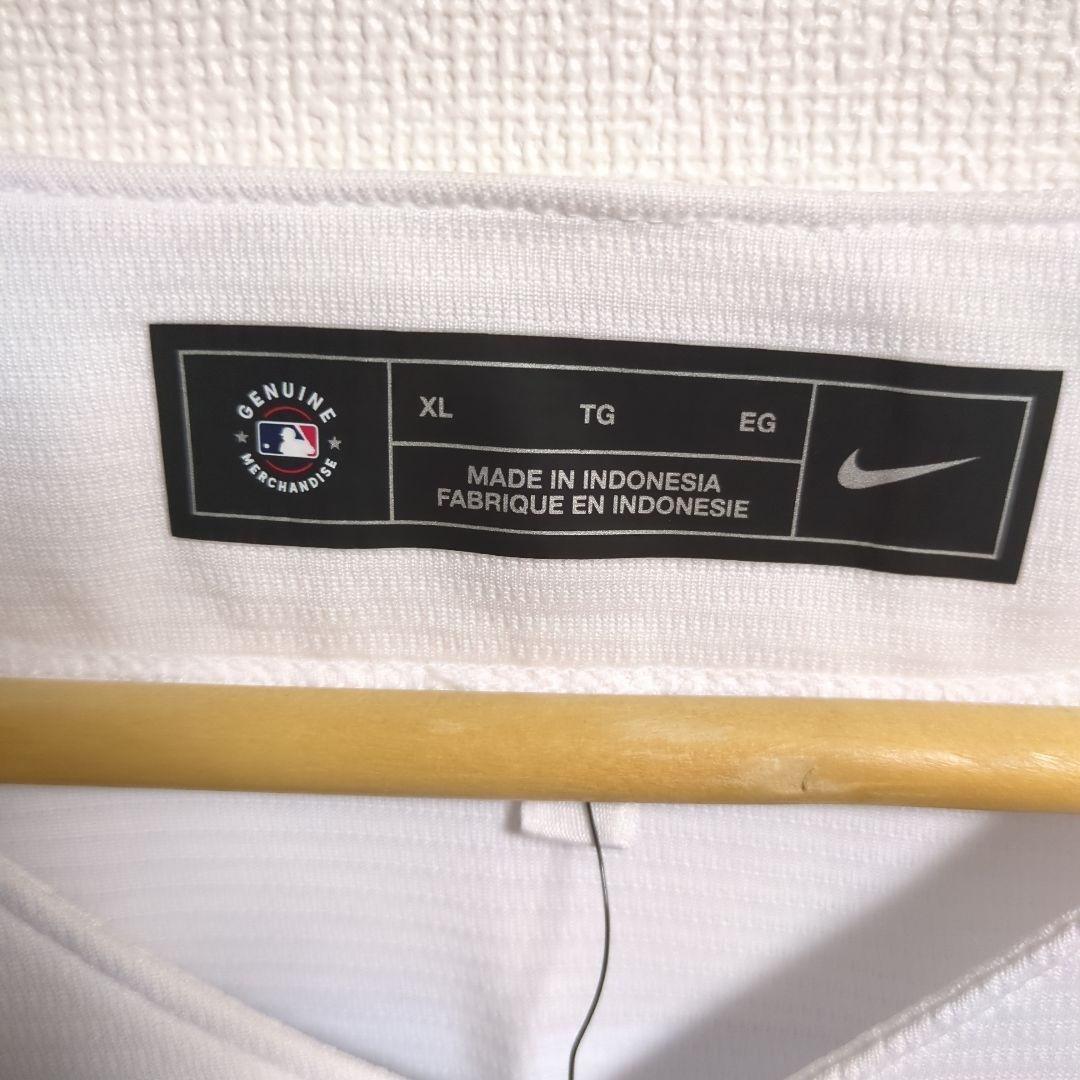 GENUINE
MERCHANDISE
XL TG EG
MADE IN INDONESIA
FABRIQUE EN INDONESIE